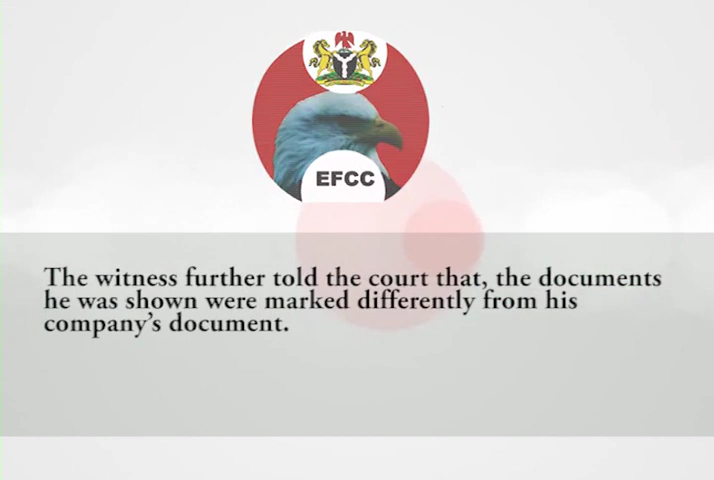 EFCC
The witness further told the court that, the documents
he was shown were marked differently from his
company's document.